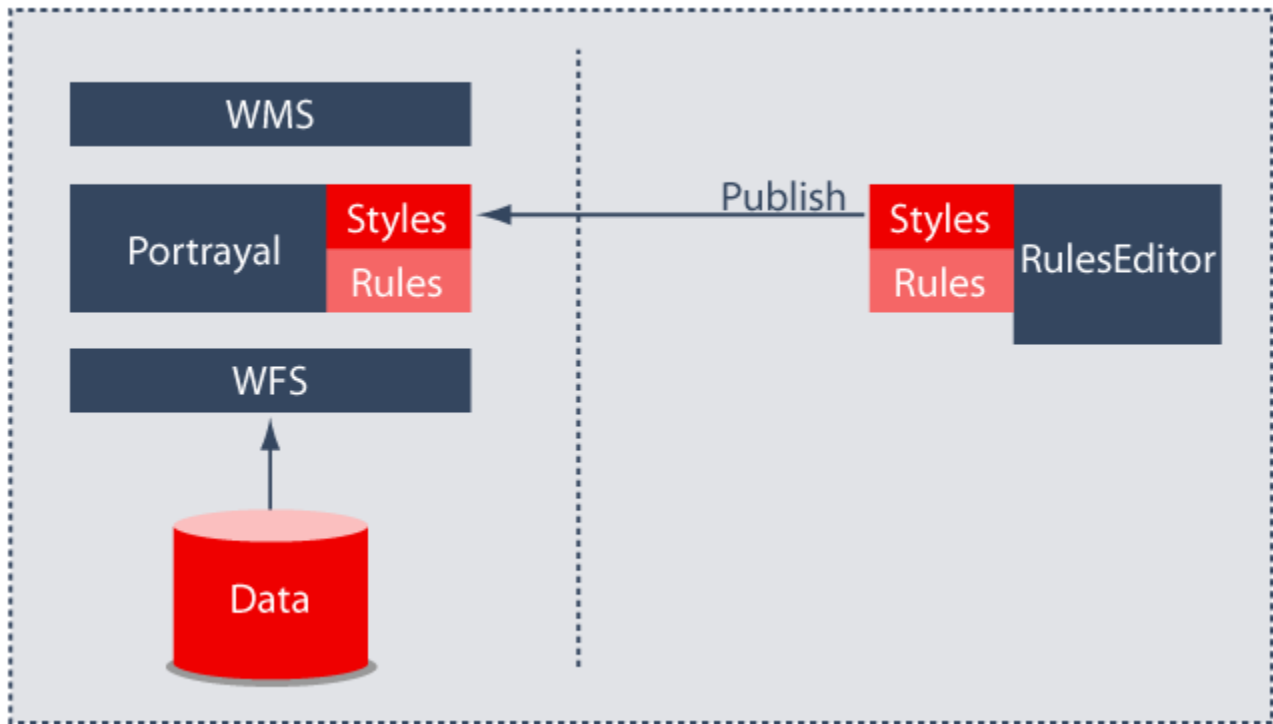 WMS
Portrayal
Styles
Rules
Publish
Styles
Rules
RulesEditor
WFS
Data